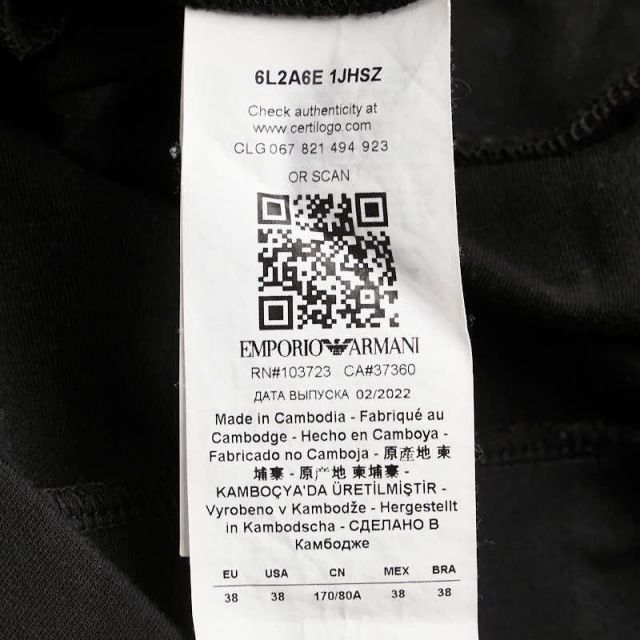 6L2A6E 1JHSZ
Check authenticity at
www.certilogo.com
CLG 067 821 494 923
OR SCAN
EMPORIO ARMANI
RN#103723 CA#37360
ДАТА ВЫПУСКА 02/2022
Made in Cambodia - Fabriqué au
Cambodge - Hecho en Camboya -
Fabricado no Camboja - 原產地 柬
埔寨 - 原产地 柬埔寨 -
KAMBOÇYA'DA ÜRETİLMİŞTİR -
Vyrobeno v Kambodže - Hergestellt
in Kambodscha - СДЕЛАНО В
Камбодже
EU USA CN MEX BRA
38 38 170/80A 38 38